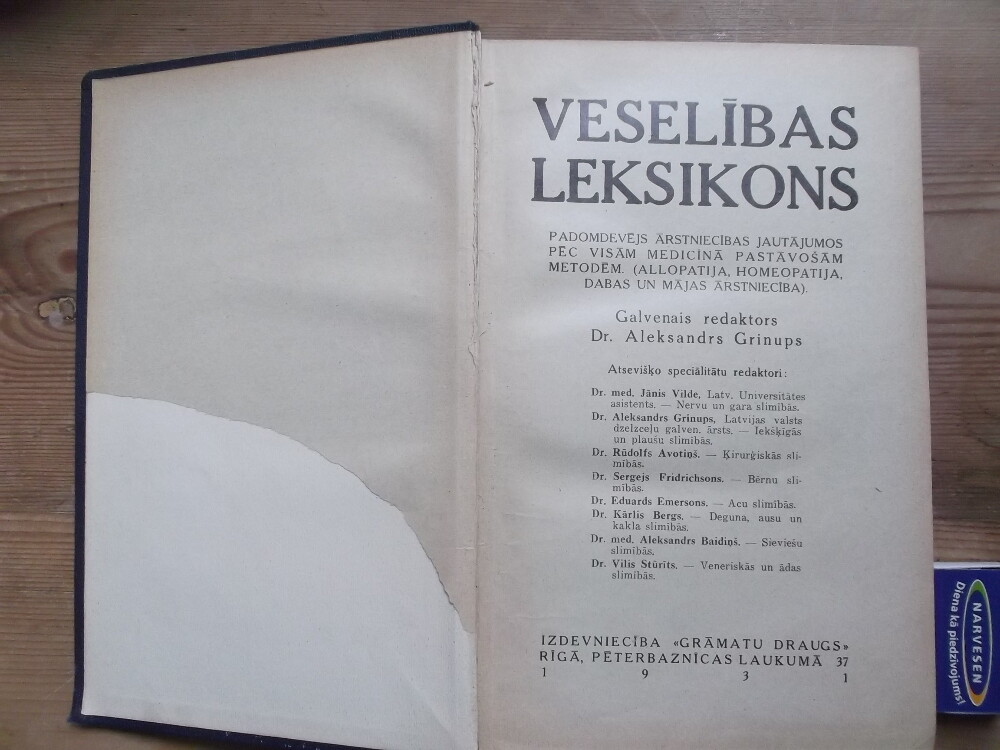 VESELĪBAS
LEKSIKONS
PADOMDEVĒJS ĀRSTNIECĪBAS JAUTĀJUMOS
PĒC VISĀM MEDICĪNĀ PASTĀVOŠĀM
METODĒM. (ALLOPATIJA, HOMEOPATIJA,
DABAS UN MĀJAS ĀRSTNIECĪBA).
Galvenais redaktors
Dr. Aleksandrs Grinups
Atsevišķo speciālitātu redaktori:
Dr. med. Jānis Vilde, Latv. Universitātes
asistents. — Nervu un gara slimības.
Dr. Aleksandrs Grinups, Latvijas valsts
dzelzceļu galven. ārsts. — Iekšķīgās
un plaušu slimības.
Dr. Rūdolfs Avotiņš. — Ķirurģiskās sli-
mības.
Dr. Sergejs Fridrichsons. — Bērnu sli-
mības.
Dr. Eduards Emersons. — Acu slimības.
Dr. Kārlis Bergs. — Deguna, ausu un
kakla slimības.
Dr. med. Aleksandrs Baidiņš. — Sieviešu
slimības.
Dr. Vilis Stūrits. — Veneriskās un ādas
slimības.
IZDEVNIECĪBA «GRĀMATU DRAUGS»
RĪGĀ, PĒTERBAZNĪCAS LAUKUMĀ 37
1 9 3 1
NARVESEN
Diena kā piedzīvojums!